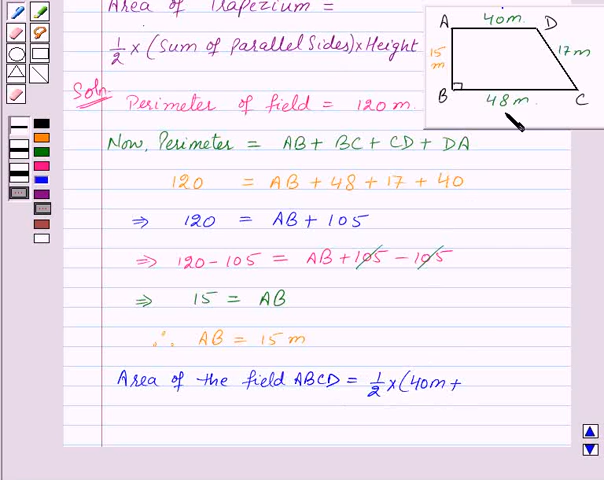 Area of Trapezium =
1/2 × (Sum of Parallel Sides) × Height
Soln.
Perimeter of field = 120 m.
Now, Perimeter = AB + BC + CD + DA
120 = AB + 48 + 17 + 40
⇒ 120 = AB + 105
⇒ 120 - 105 = AB + 105 - 105
⇒ 15 = AB
∴ AB = 15 m
Area of the field ABCD = 1/2 × (40m +
A 40m. D
15 m
17 m
B 48m. C